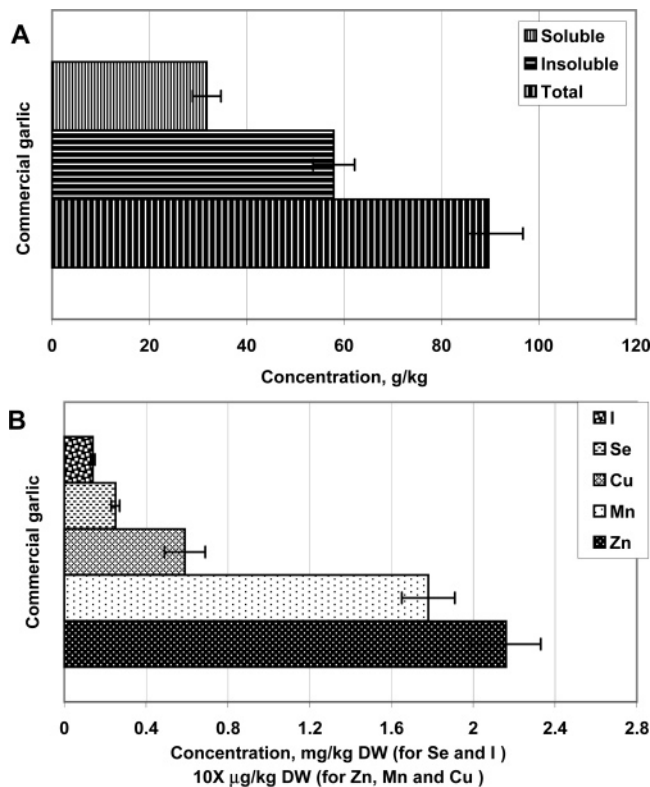 A
Soluble
Insoluble
Total
Commercial garlic
0 20 40 60 80 100 120
Concentration, g/kg
B
I
Se
Cu
Mn
Zn
Commercial garlic
0 0.4 0.8 1.2 1.6 2 2.4 2.8
Concentration, mg/kg DW (for Se and I )
10X µg/kg DW (for Zn, Mn and Cu )